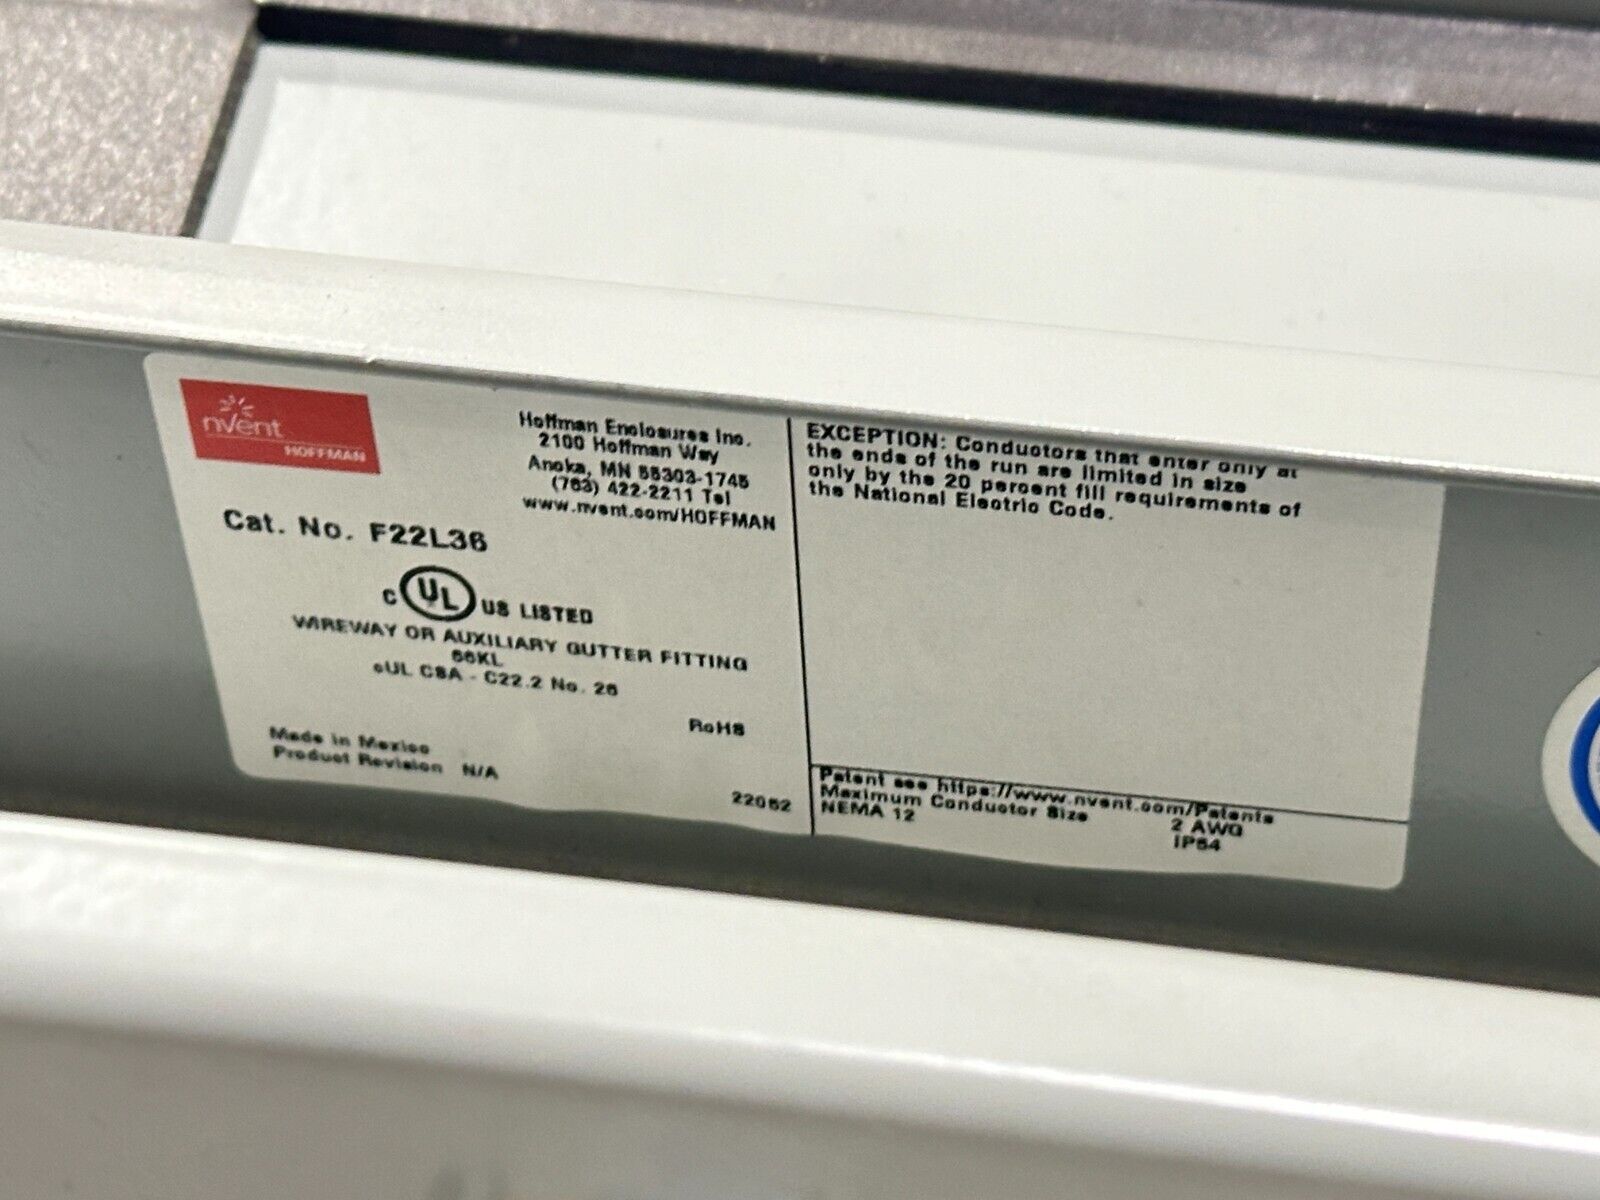 nVent
HOFFMAN
Hoffman Enclosures Inc.
2100 Hoffman Way
Anoka, MN 55303-1745
(763) 422-2211 Tel
www.nvent.com/HOFFMAN
Cat. No. F22L36
c UL US LISTED
WIREWAY OR AUXILIARY GUTTER FITTING
66KL
cUL CSA - C22.2 No. 26
RoHS
Made in Mexico
Product Revision N/A
22052
EXCEPTION: Conductors that enter only at
the ends of the run are limited in size
only by the 20 percent fill requirements of
the National Electric Code.
Patent see https://www.nvent.com/Patents
Maximum Conductor Size 2 AWG
NEMA 12 IP54